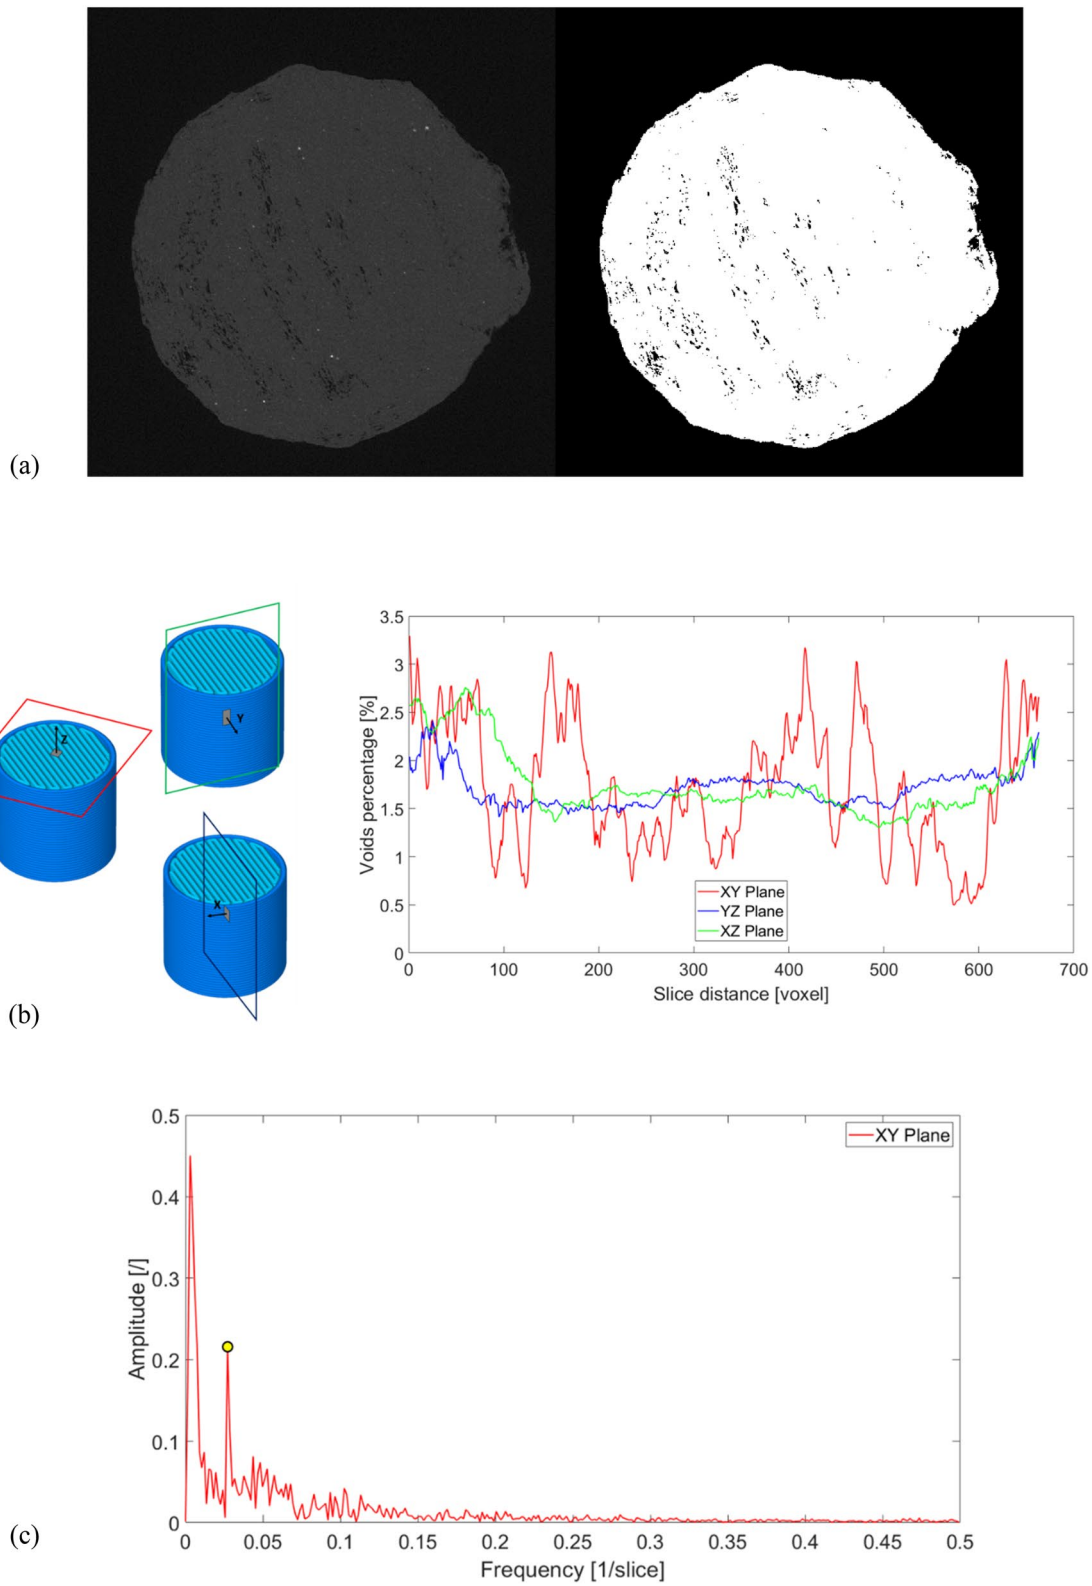 (a)
Z
Y
X
3.5
3
2.5
2
1.5
1
0.5
0
0
100
200
300
400
500
600
700
Voids percentage [%]
Slice distance [voxel]
XY Plane
YZ Plane
XZ Plane
(b)
0.5
0.4
0.3
0.2
0.1
0
0
0.05
0.1
0.15
0.2
0.25
0.3
0.35
0.4
0.45
0.5
Amplitude [/]
Frequency [1/slice]
XY Plane
(c)